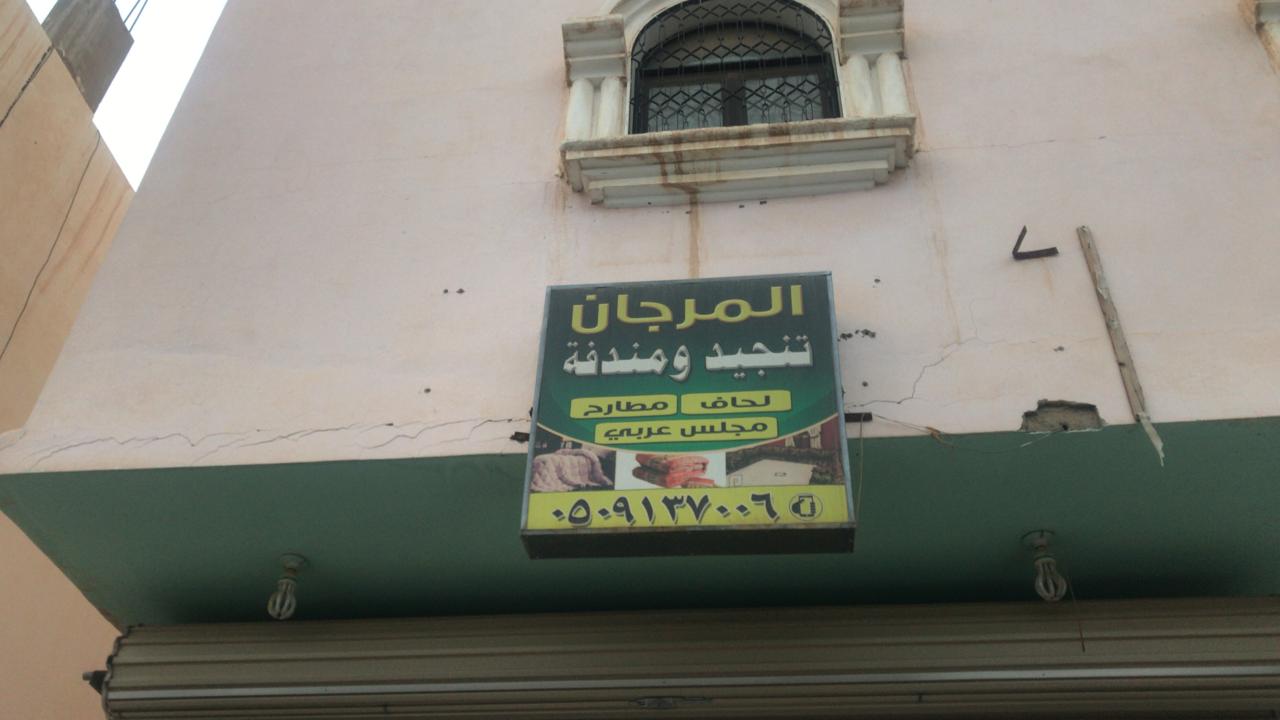 المرجان
تنجيد ومندفة
لحاف مطارح
مجلس عربي
٠٥٠٩١٣٧٠٠٦